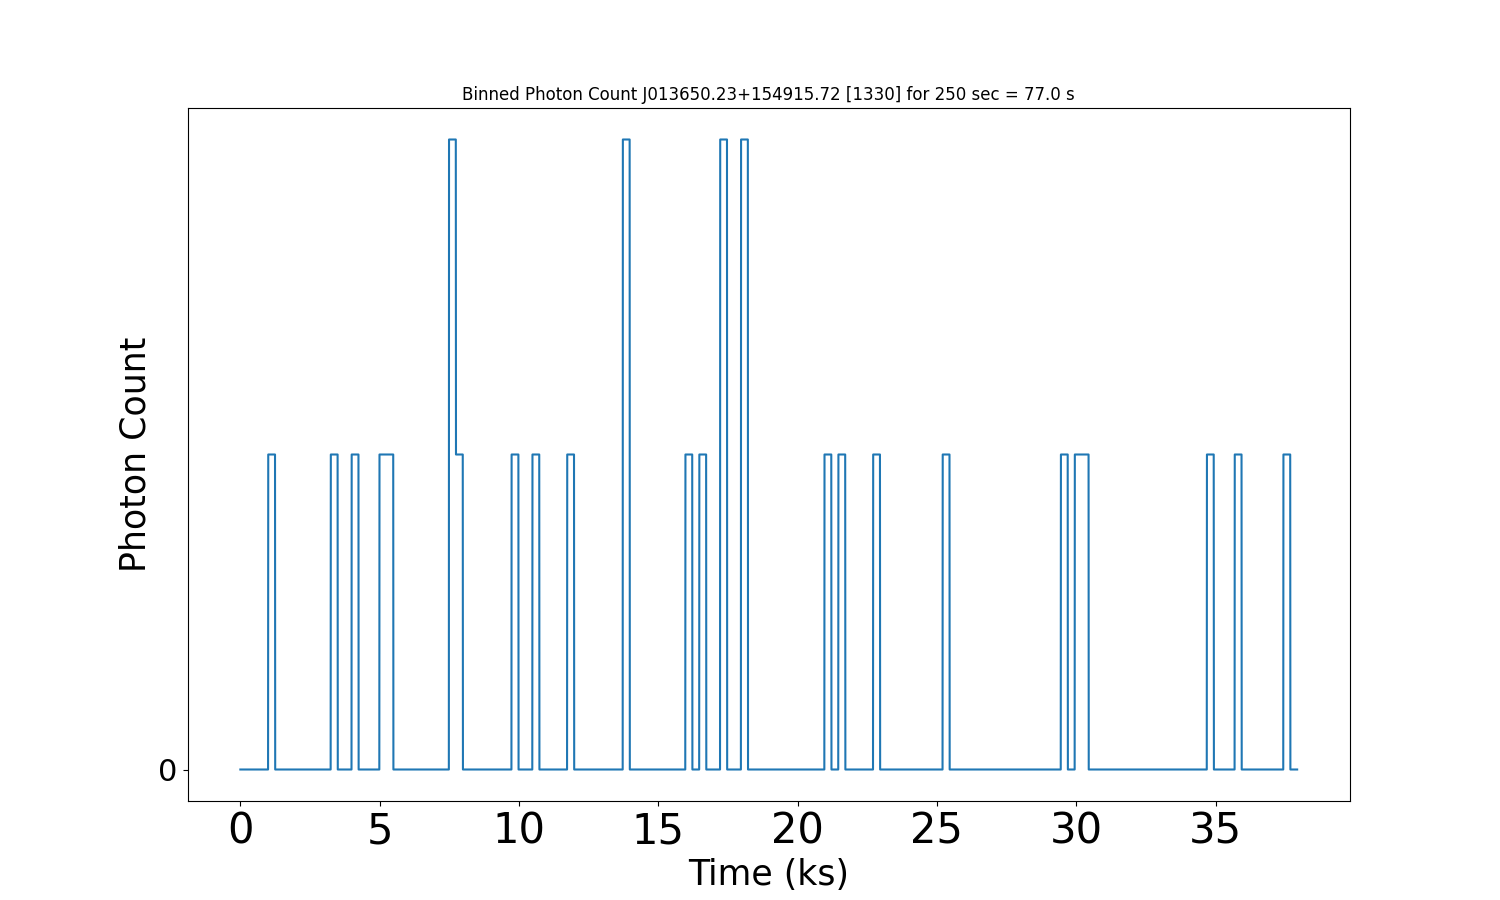 Binned Photon Count J013650.23+154915.72 [1330] for 250 sec = 77.0 s
Photon Count
0
0 5 10 15 20 25 30 35
Time (ks)